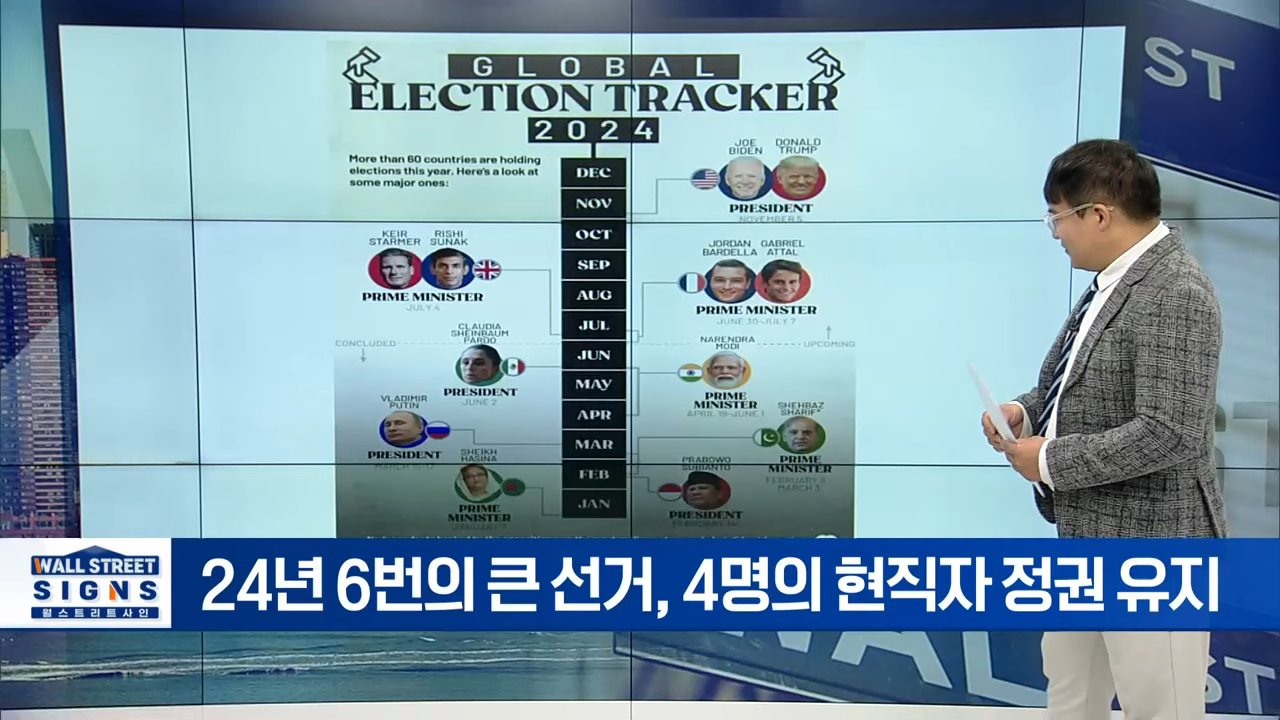 GLOBAL
ELECTION TRACKER
2024
More than 60 countries are holding
elections this year. Here's a look at
some major ones:
DEC
NOV
OCT
SEP
AUG
JUL
JUN
MAY
APR
MAR
FEB
JAN
JOE
BIDEN
DONALD
TRUMP
PRESIDENT
NOVEMBER 5
KEIR
STARMER
RISHI
SUNAK
PRIME MINISTER
JULY 4
JORDAN
BARDELLA
GABRIEL
ATTAL
PRIME MINISTER
JUNE 30-JULY 7
CONCLUDED
UPCOMING
CLAUDIA
SHEINBAUM
PARDO
PRESIDENT
JUNE 2
NARENDRA
MODI
PRIME
MINISTER
APRIL 19-JUNE 1
VLADIMIR
PUTIN
PRESIDENT
SHEHBAZ
SHARIF*
PRIME
MINISTER
FEBRUARY 8
MARCH 3
SHEIKH
HASINA
PRIME
MINISTER
JANUARY 7
PRABOWO
SUBIANTO
PRESIDENT
FEBRUARY 14
ST
WALL STREET
SIGNS
월스트리트사인
24년 6번의 큰 선거, 4명의 현직자 정권 유지
WALL
ST